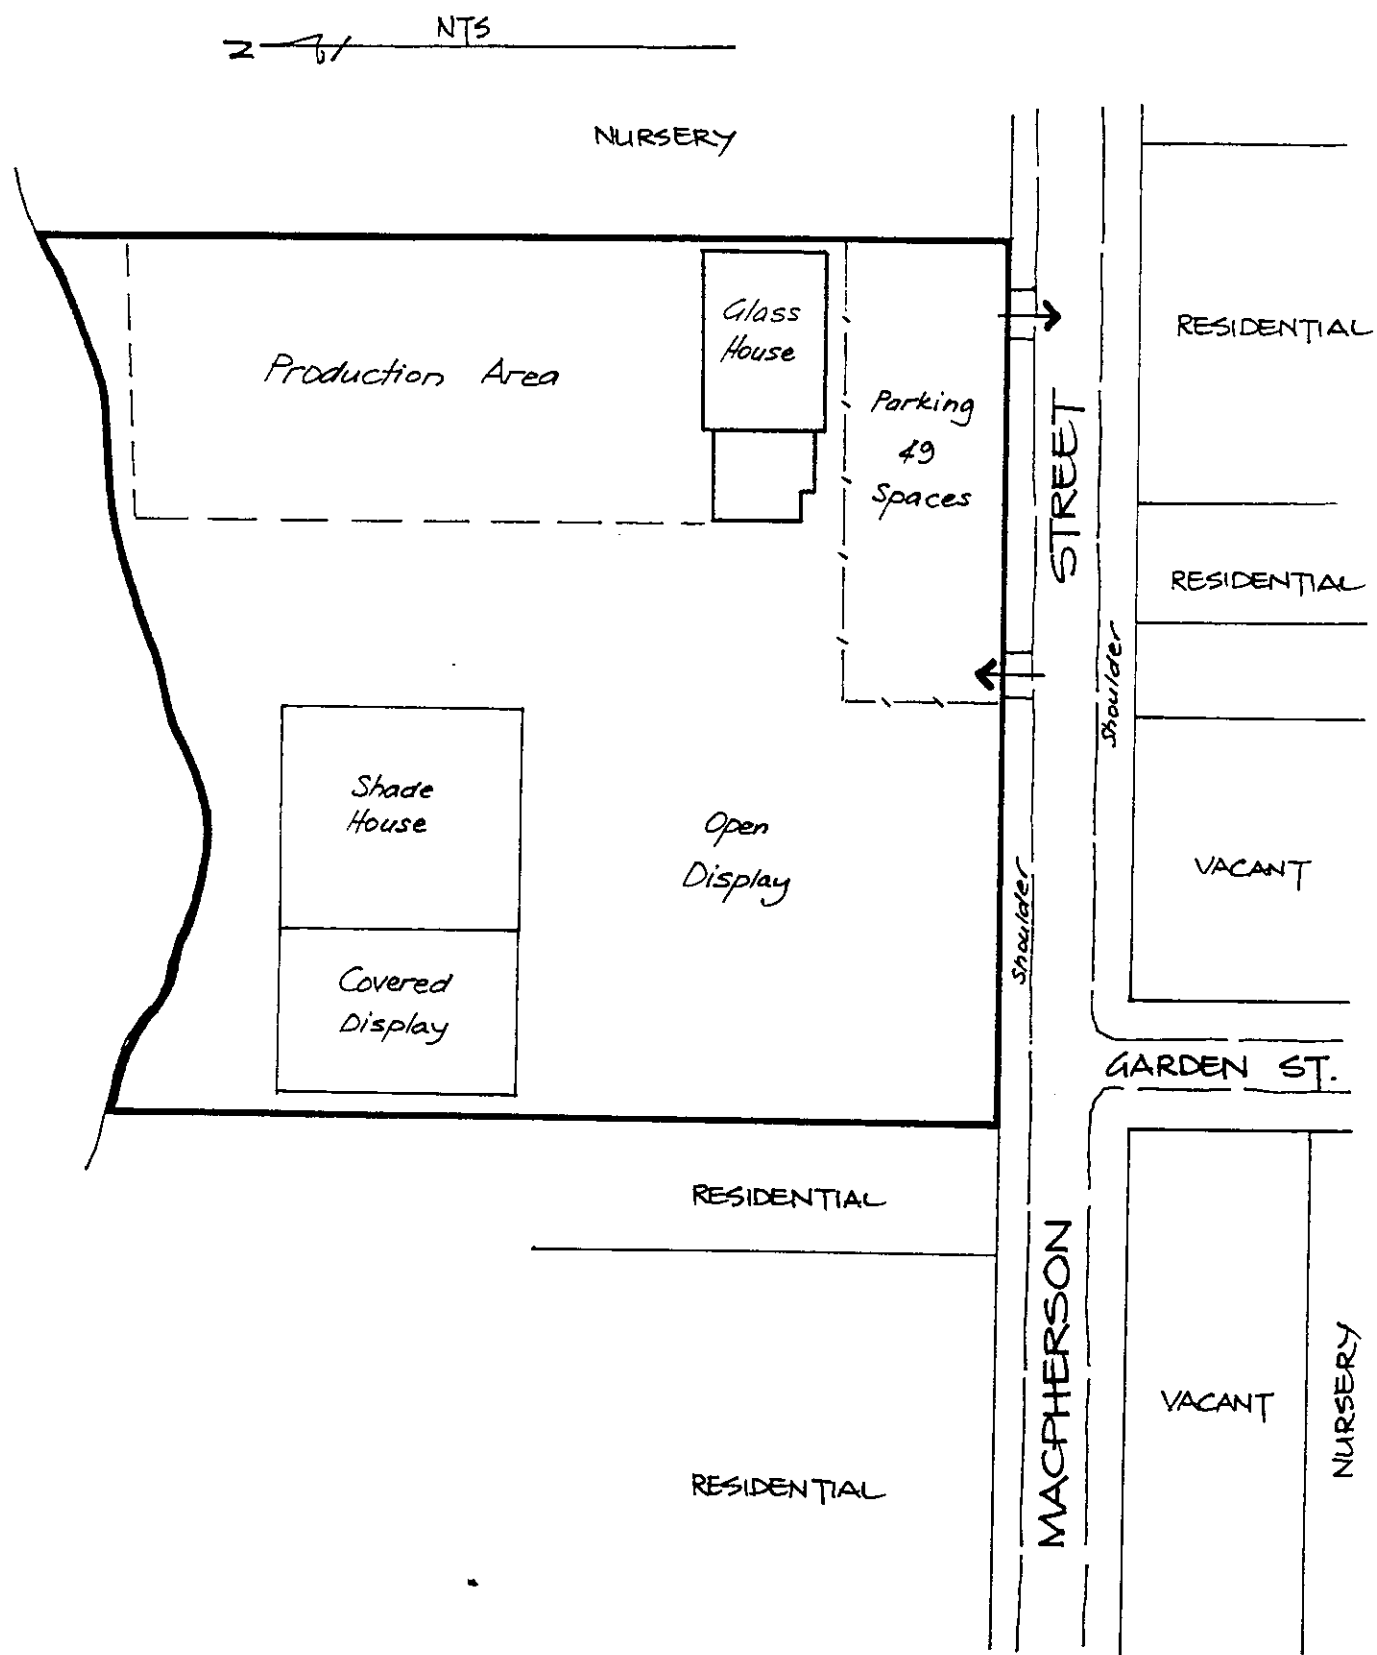 NTS
N
NURSERY
Glass
House
RESIDENTIAL
Production Area
Parking
49
Spaces
STREET
RESIDENTIAL
Shoulder
Shade
House
Open
Display
VACANT
Shoulder
Covered
Display
GARDEN ST.
RESIDENTIAL
MACPHERSON
VACANT
NURSERY
RESIDENTIAL